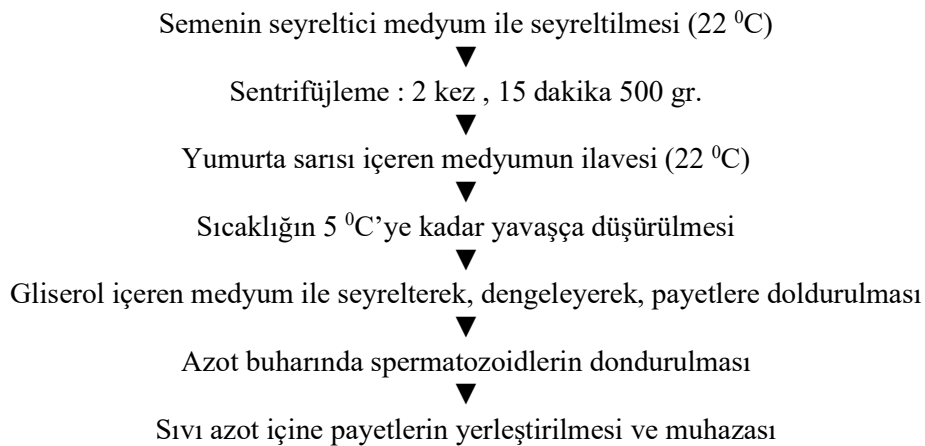 Semenin seyreltici medyum ile seyreltilmesi (22 ⁰C)
▼
Sentrifüjleme : 2 kez , 15 dakika 500 gr.
▼
Yumurta sarısı içeren medyumun ilavesi (22 ⁰C)
▼
Sıcaklığın 5 ⁰C’ye kadar yavaşça düşürülmesi
▼
Gliserol içeren medyum ile seyrelterek, dengeleyerek, payetlere doldurulması
▼
Azot buharında spermatozoidlerin dondurulması
▼
Sıvı azot içine payetlerin yerleştirilmesi ve muhazası